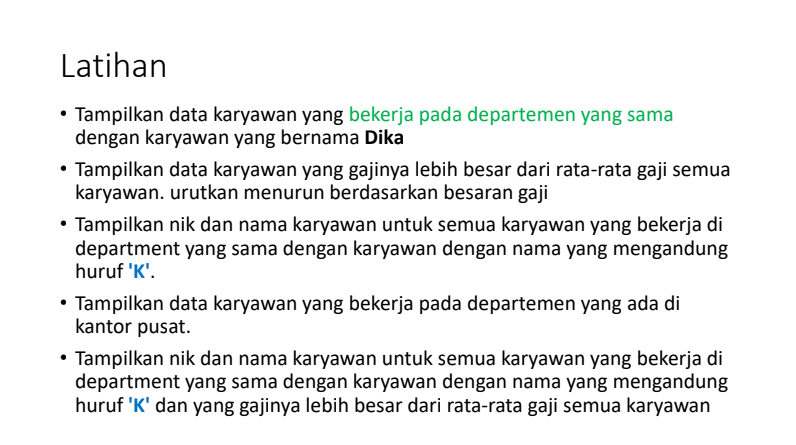 Latihan
• Tampilkan data karyawan yang bekerja pada departemen yang sama
dengan karyawan yang bernama Dika
• Tampilkan data karyawan yang gajinya lebih besar dari rata-rata gaji semua
karyawan. urutkan menurun berdasarkan besaran gaji
• Tampilkan nik dan nama karyawan untuk semua karyawan yang bekerja di
department yang sama dengan karyawan dengan nama yang mengandung
huruf 'K'.
• Tampilkan data karyawan yang bekerja pada departemen yang ada di
kantor pusat.
• Tampilkan nik dan nama karyawan untuk semua karyawan yang bekerja di
department yang sama dengan karyawan dengan nama yang mengandung
huruf 'K' dan yang gajinya lebih besar dari rata-rata gaji semua karyawan